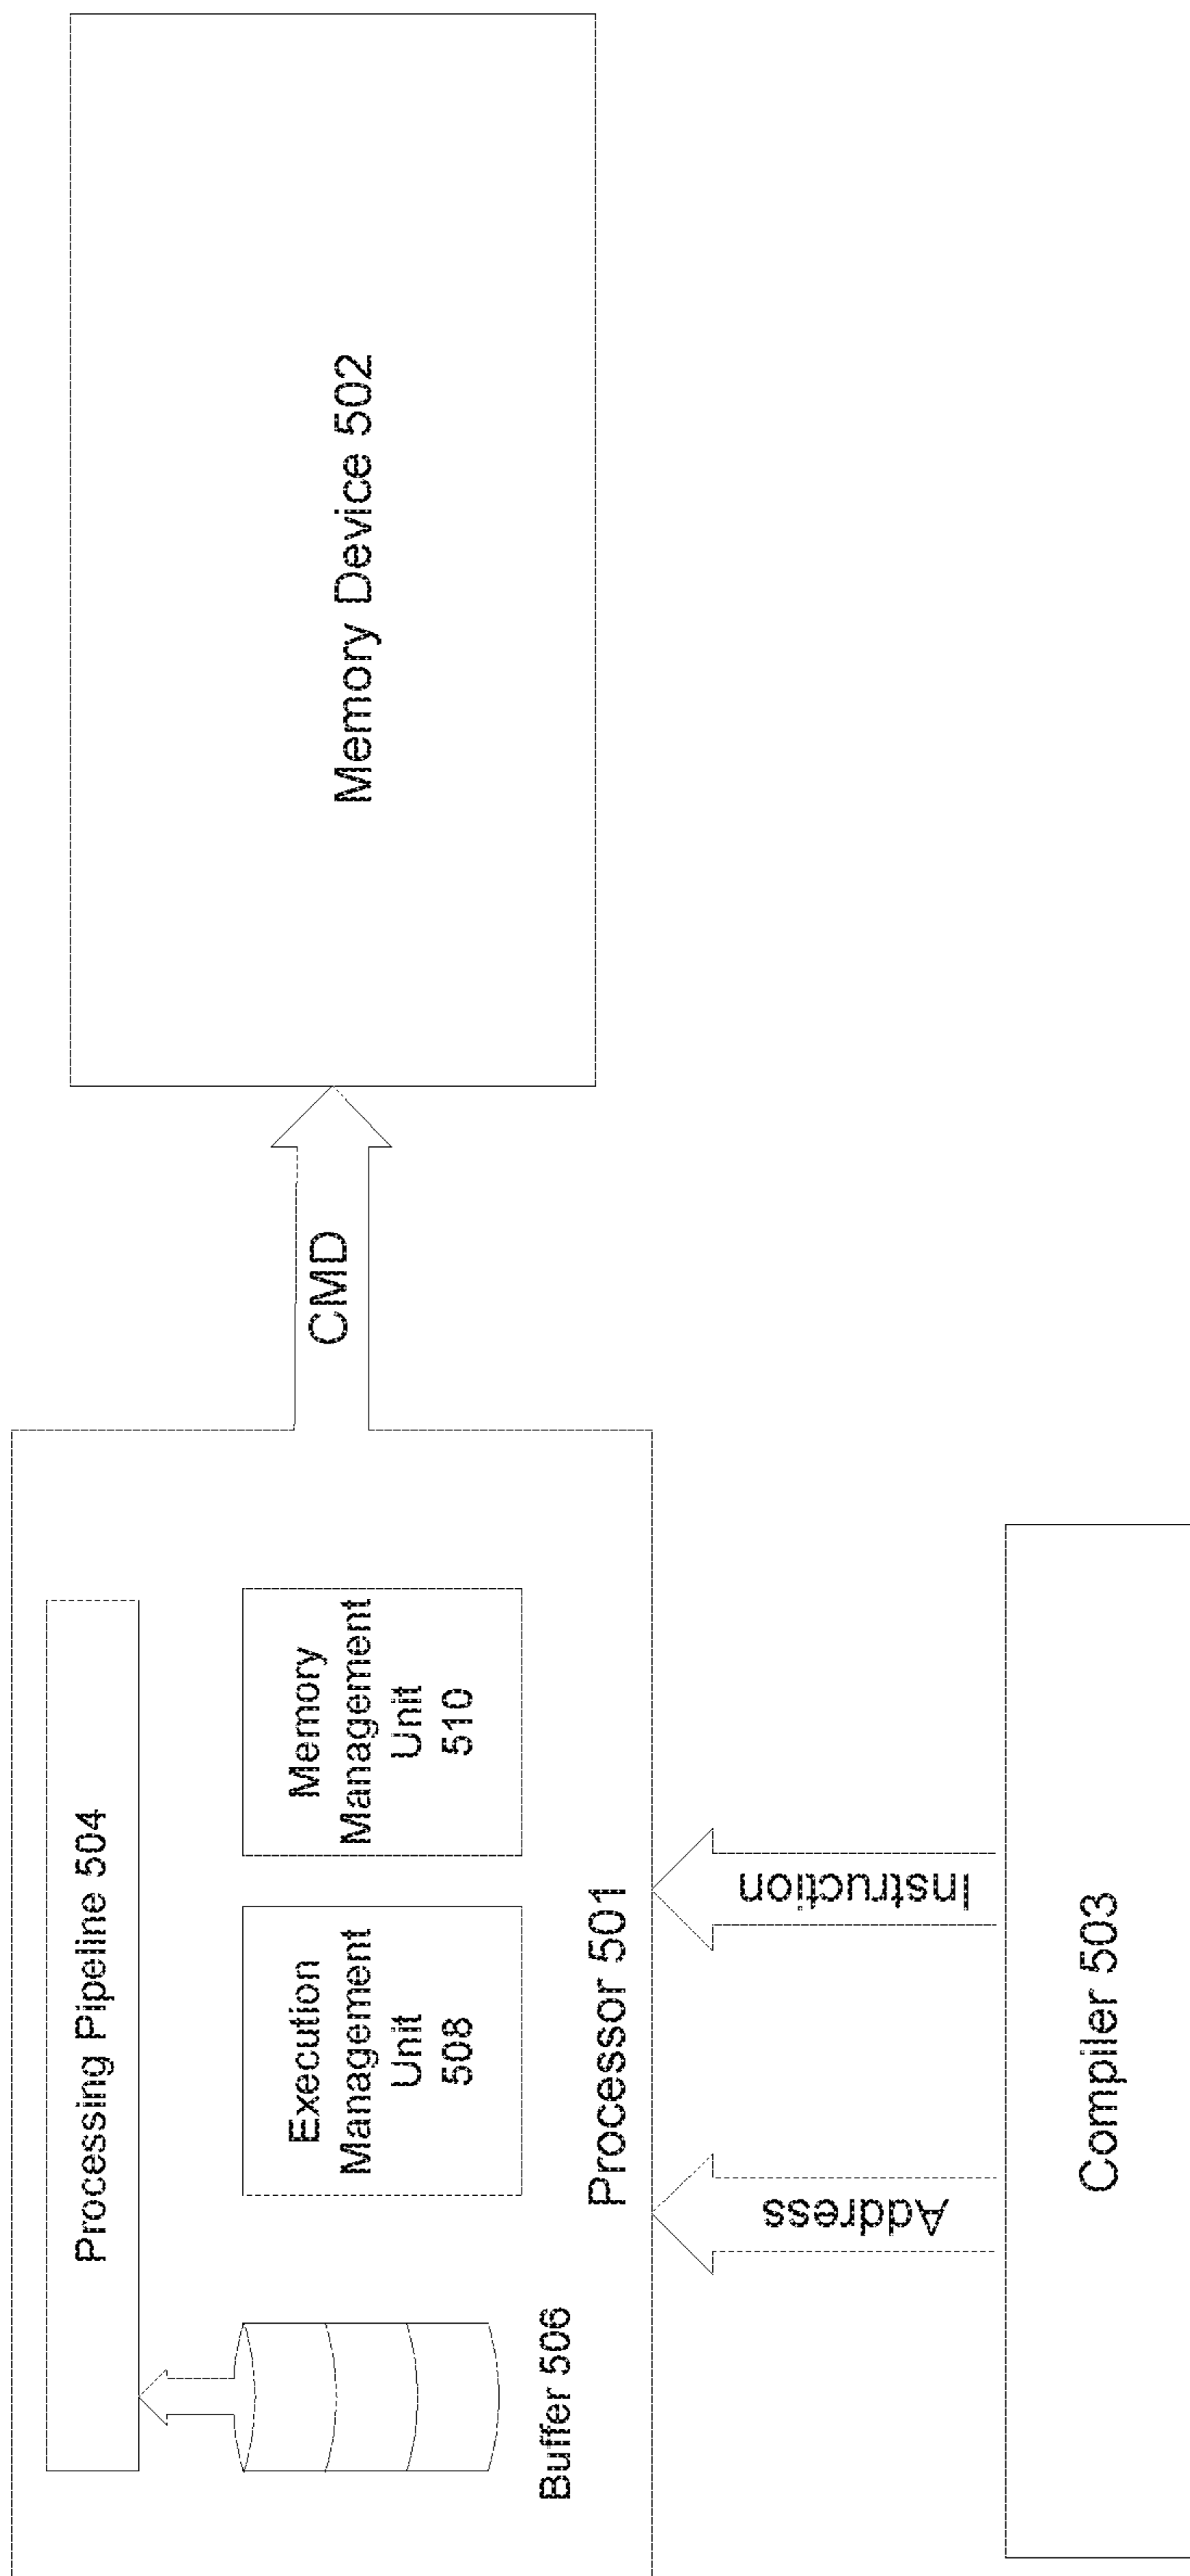 Processing Pipeline 504
Buffer 506
Execution
Management
Unit
508
Memory
Management
Unit
510
Processor 501
CMD
Memory Device 502
Address
Instruction
Compiler 503